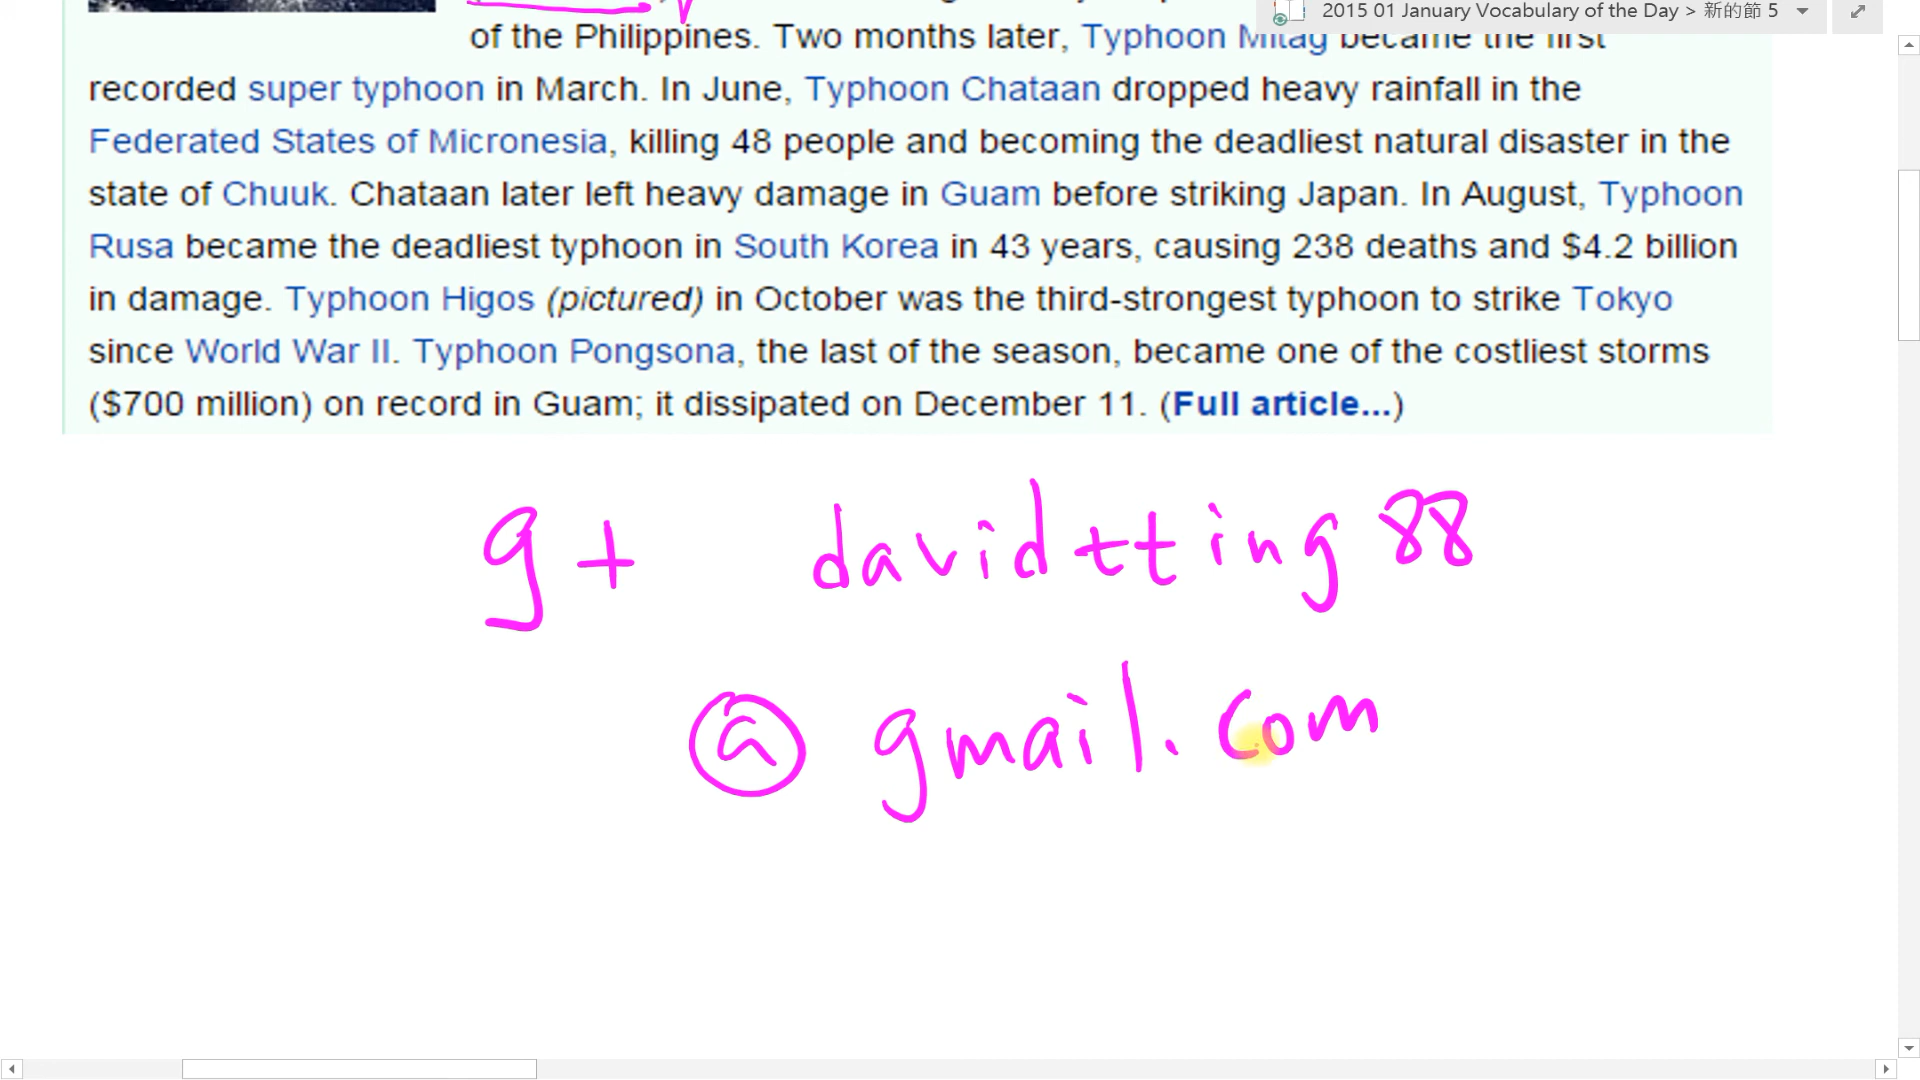 2015 01 January Vocabulary of the Day > 新的節 5
of the Philippines. Two months later, Typhoon Mitag became the first
recorded super typhoon in March. In June, Typhoon Chataan dropped heavy rainfall in the
Federated States of Micronesia, killing 48 people and becoming the deadliest natural disaster in the
state of Chuuk. Chataan later left heavy damage in Guam before striking Japan. In August, Typhoon
Rusa became the deadliest typhoon in South Korea in 43 years, causing 238 deaths and $4.2 billion
in damage. Typhoon Higos (pictured) in October was the third-strongest typhoon to strike Tokyo
since World War II. Typhoon Pongsona, the last of the season, became one of the costliest storms
($700 million) on record in Guam; it dissipated on December 11. (Full article...)
g+ davidtting88
@gmail.com